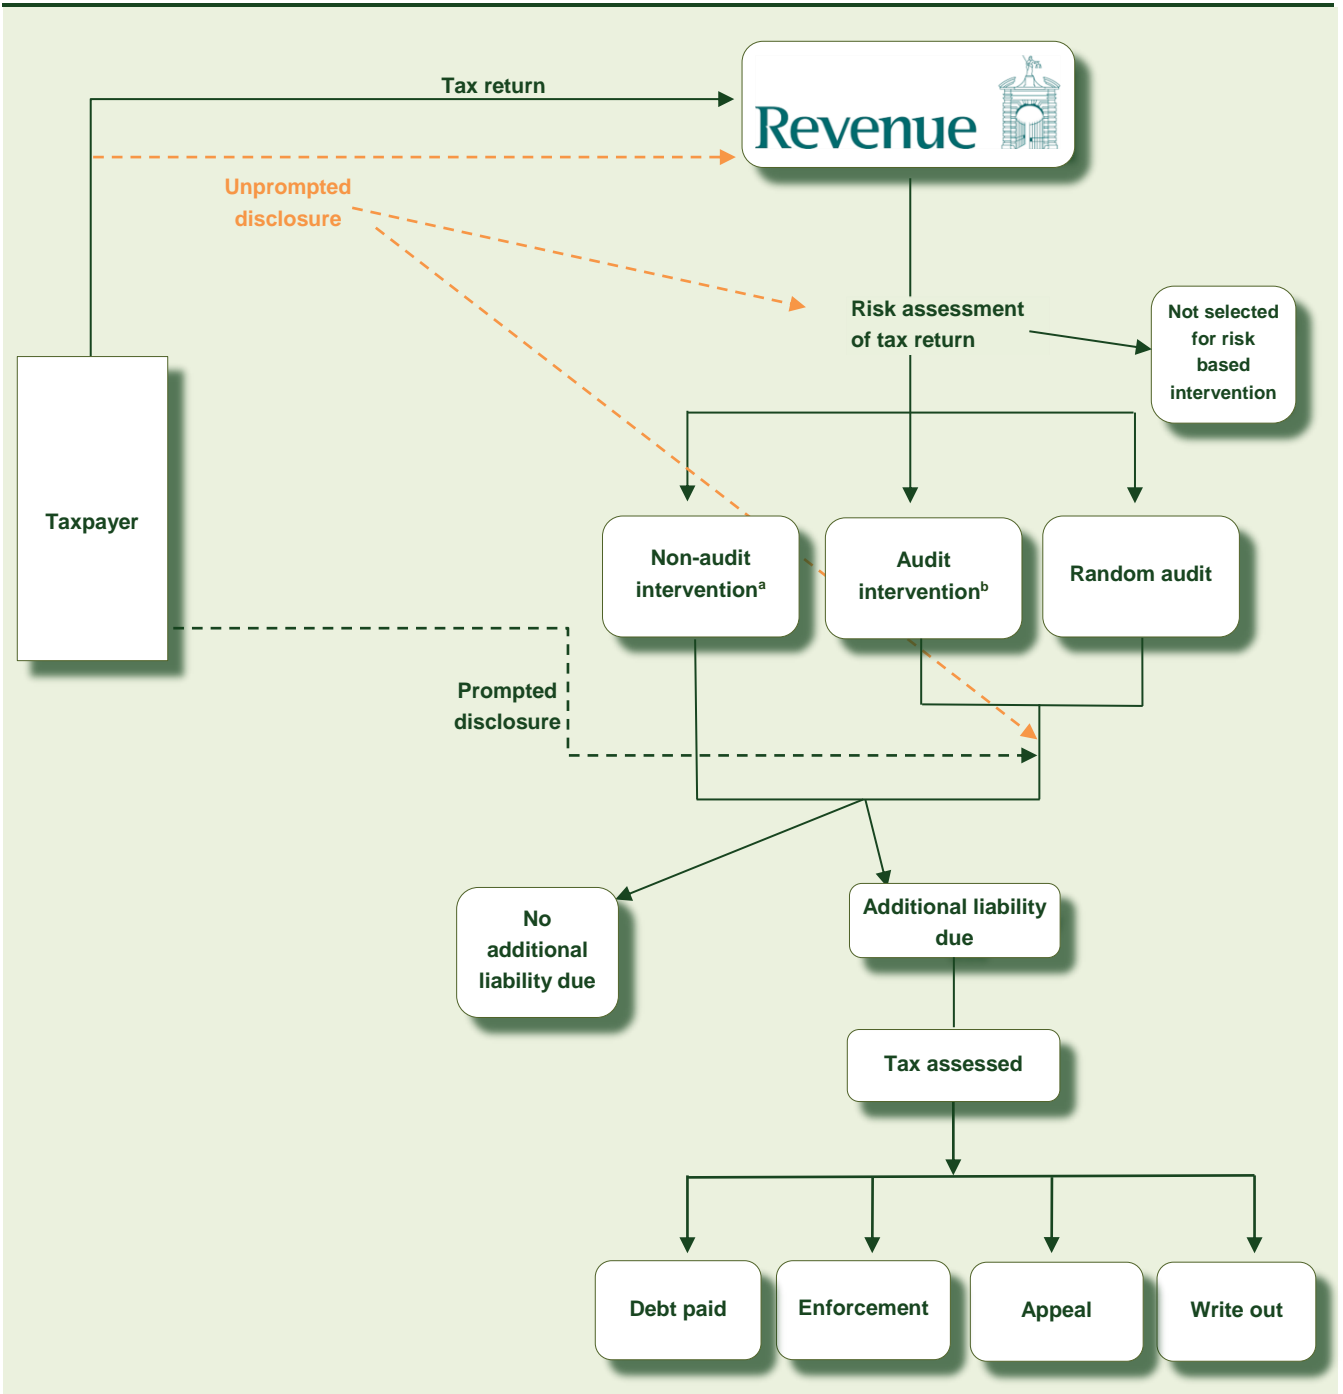 Tax return
Revenue
Unprompted
disclosure
Risk assessment
of tax return
Not selected
for risk
based
intervention
Taxpayer
Non-audit
interventionᵃ
Audit
interventionᵇ
Random audit
Prompted
disclosure
No
additional
liability due
Additional liability
due
Tax assessed
Debt paid
Enforcement
Appeal
Write out